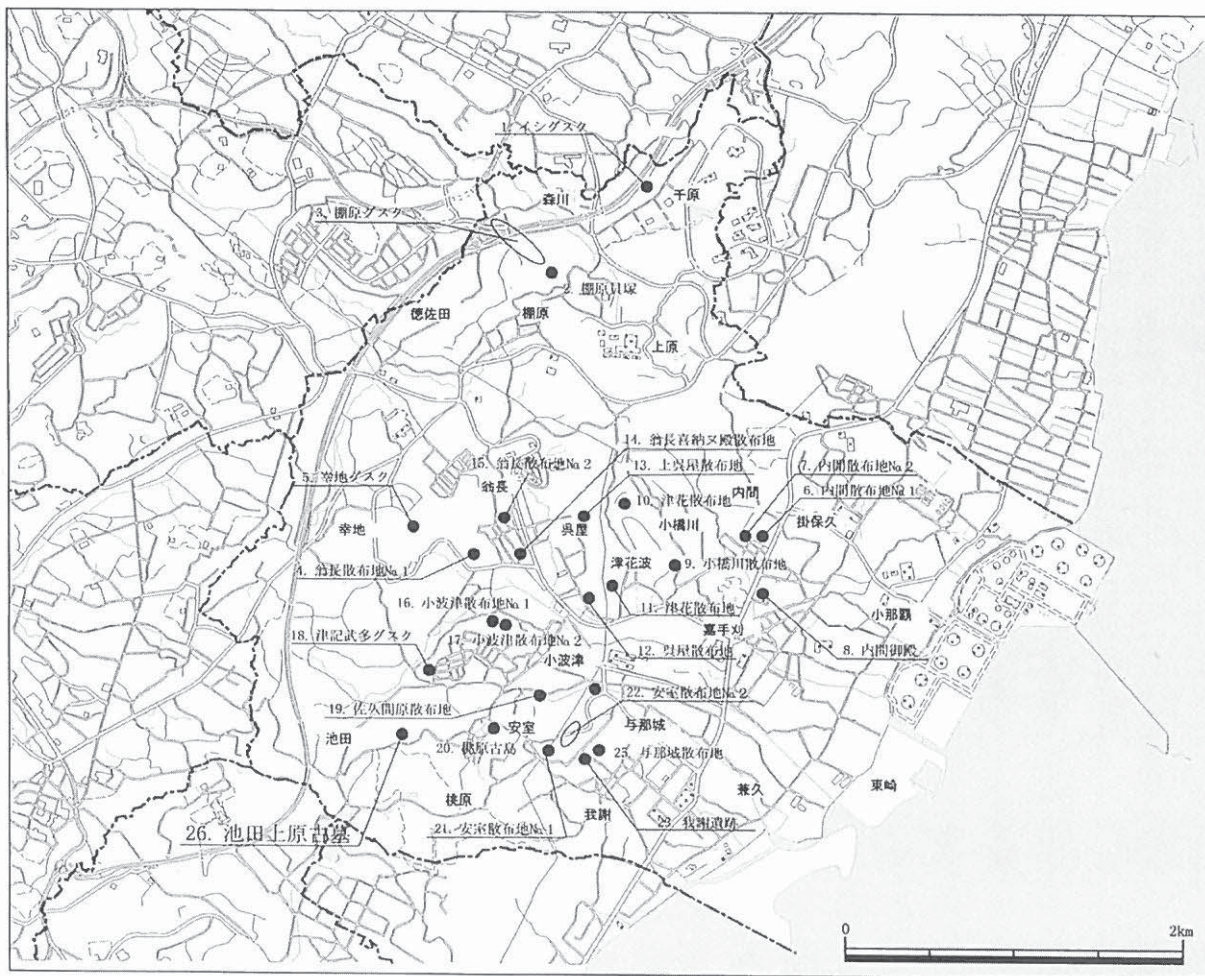 1. イシグスク
森川
千原
3. 棚原グスク
2. 棚原貝塚
徳佐田
棚原
上原
14. 翁長喜納ヌ殿散布地
15. 翁長散布地№2
13. 上呉屋散布地
7. 内間散布地№2
翁長
内間
6. 内間散布地№1
5. 幸地グスク
10. 津花散布地
幸地
呉屋
小橋川
掛保久
津花波
9. 小橋川散布地
4. 翁長散布地№1
16. 小波津散布地№1
11. 津花散布地
小那覇
嘉手刈
18. 津記武多グスク
17. 小波津散布地№2
12. 呉屋散布地
8. 内間御殿
小波津
22. 安室散布地№2
19. 佐久間原散布地
安室
与那城
池田
20. 桃原古島
25. 与那城散布地
兼久
東崎
桃原
我謝
26. 池田上原古墓
21. 安室散布地№1
23. 我謝遺跡
0
2km